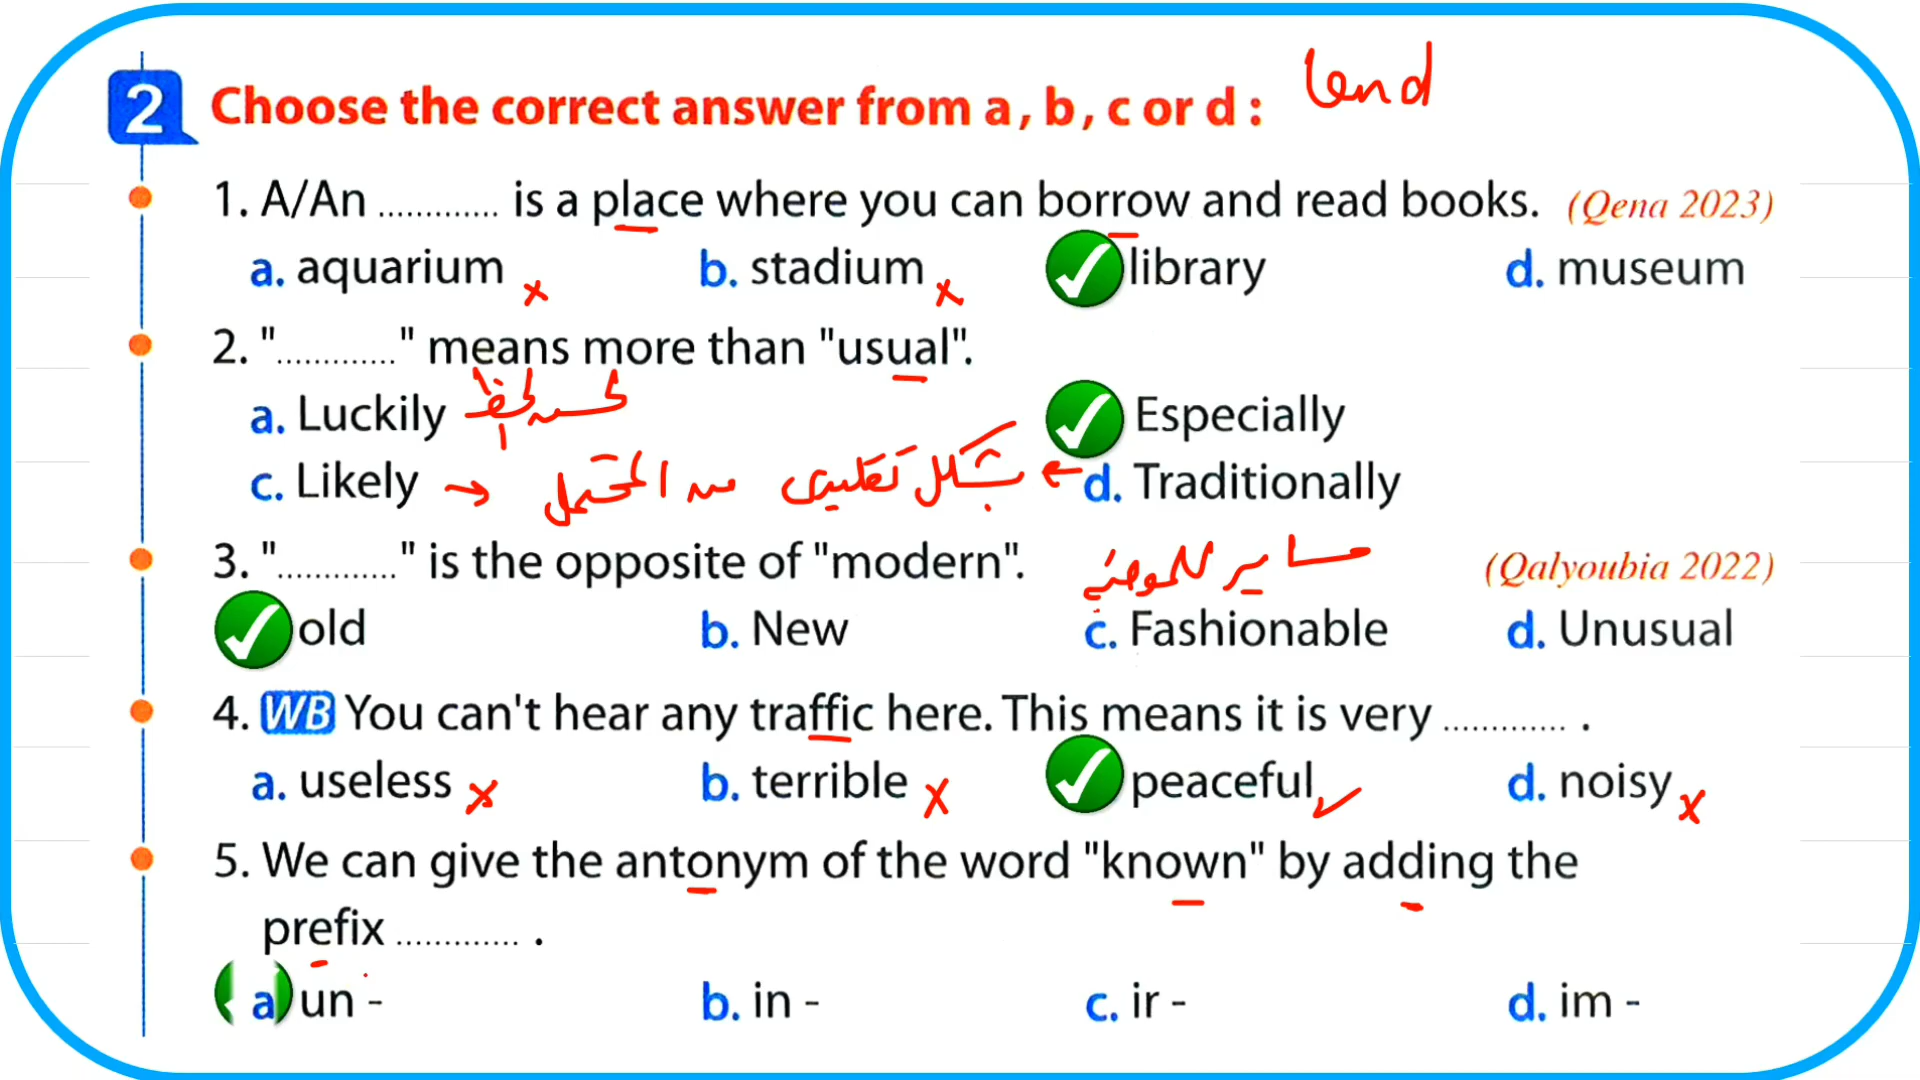 2 Choose the correct answer from a , b , c or d : lend
1. A/An ............. is a place where you can borrow and read books. (Qena 2023)
a. aquarium x b. stadium x library d. museum
2. "............." means more than "usual".
a. Luckily لحسن الحظ Especially
c. Likely → من المحتمل بشكل تقليدى ← d. Traditionally
3. "............." is the opposite of "modern". مساير للموضة (Qalyoubia 2022)
old b. New c. Fashionable d. Unusual
4. WB You can't hear any traffic here. This means it is very ............. .
a. useless x b. terrible x peaceful ✓ d. noisy x
5. We can give the antonym of the word "known" by adding the
prefix ............. .
a un - b. in - c. ir - d. im -